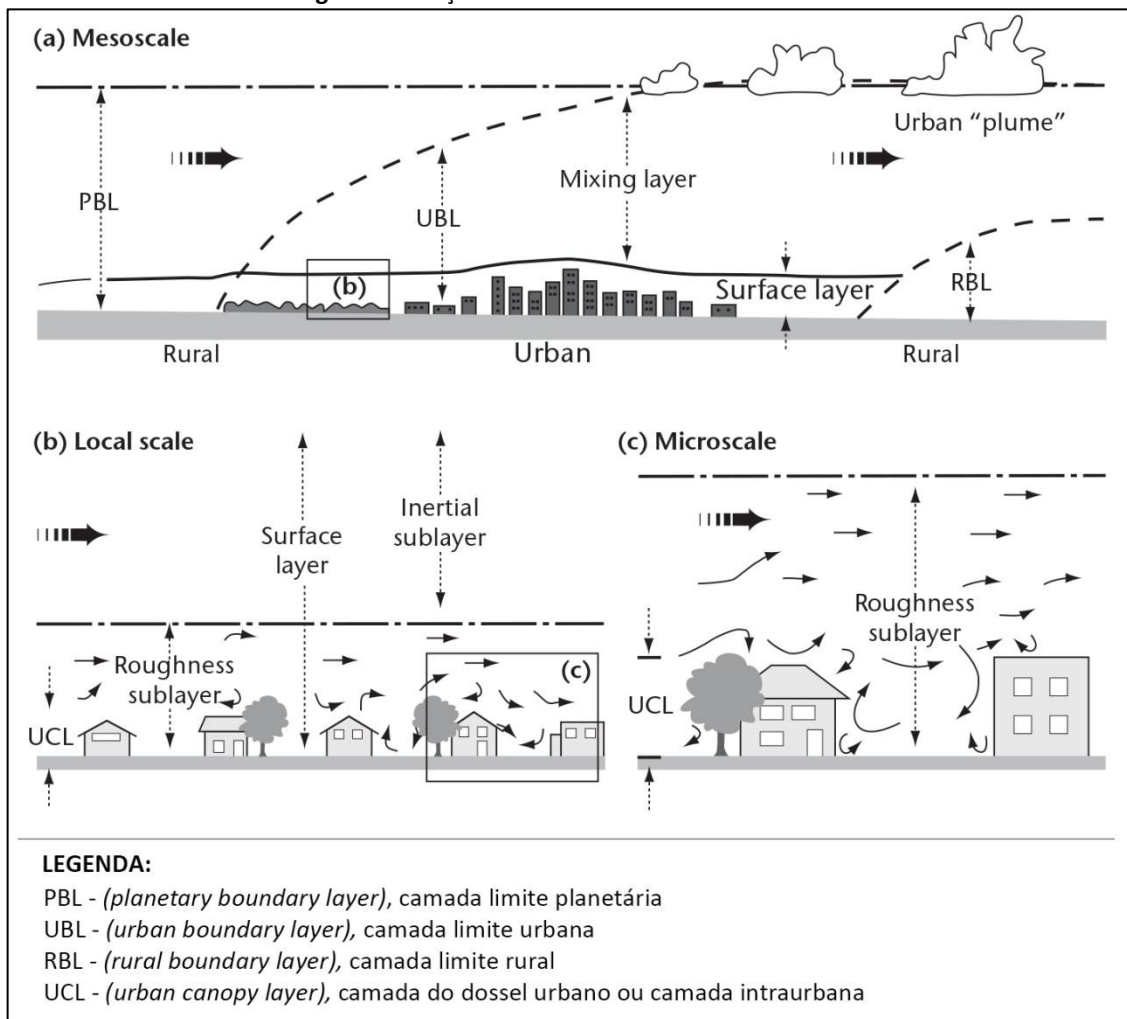 (a) Mesoscale
Urban “plume”
Mixing layer
PBL
UBL
(b)
Surface layer
RBL
Rural
Urban
Rural
(b) Local scale
Inertial
sublayer
Surface
layer
Roughness
sublayer
(c)
UCL
(c) Microscale
Roughness
sublayer
UCL
LEGENDA:
PBL - (planetary boundary layer), camada limite planetária
UBL - (urban boundary layer), camada limite urbana
RBL - (rural boundary layer), camada limite rural
UCL - (urban canopy layer), camada do dossel urbano ou camada intraurbana